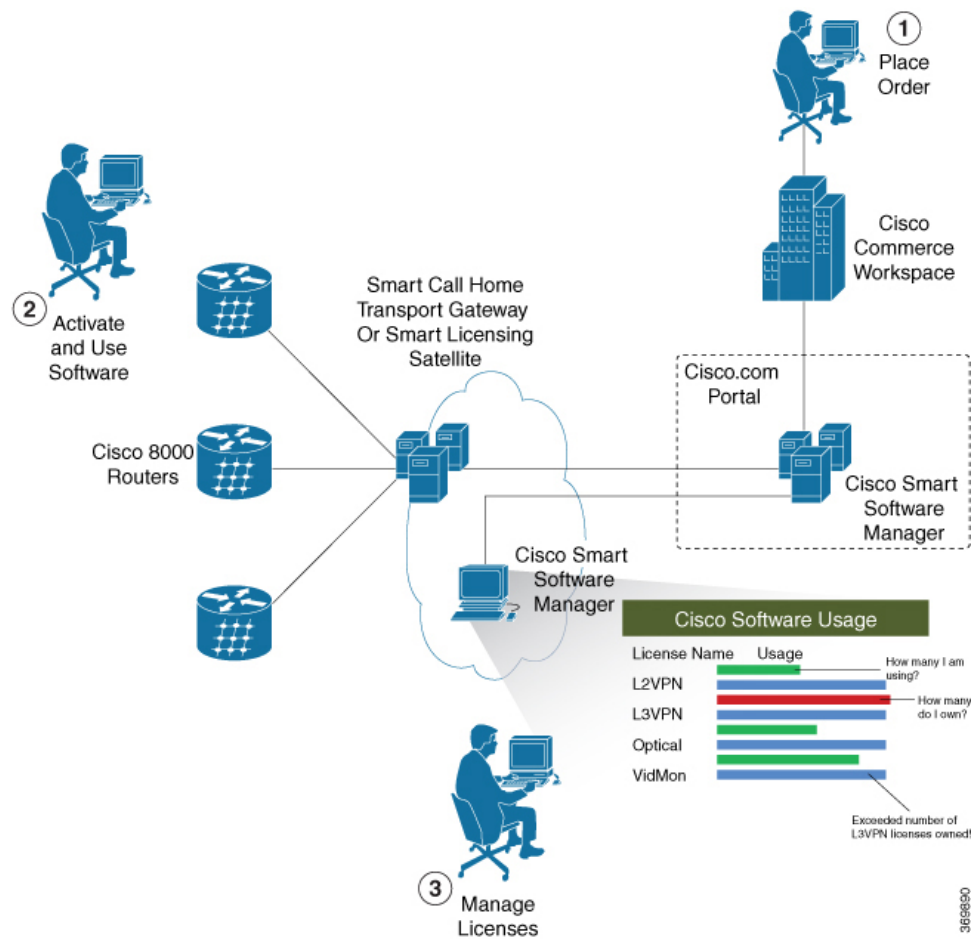 1
Place
Order
Cisco
Commerce
Workspace
2
Activate
and Use
Software
Smart Call Home
Transport Gateway
Or Smart Licensing
Satellite
Cisco.com
Portal
Cisco 8000
Routers
Cisco Smart
Software
Manager
Cisco Smart
Software
Manager
Cisco Software Usage
License Name Usage
How many I am
using?
L2VPN
How many
do I own?
L3VPN
Optical
VidMon
Exceeded number of
L3VPN licenses owned!
3
Manage
Licenses
369890